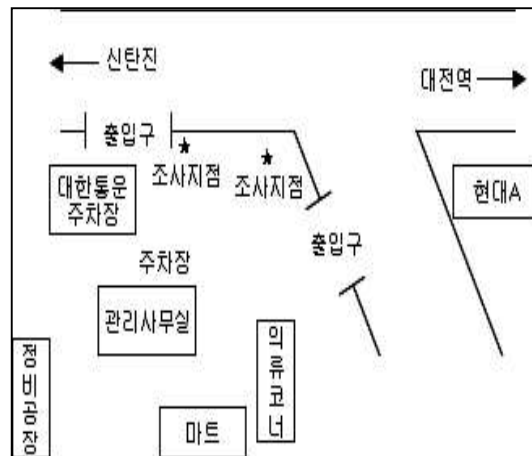 신탄진
대전역
출입구
조사지점
조사지점
대한통운
주차장
현대A
출입구
주차장
관리사무실
의류코너
정비공장
마트